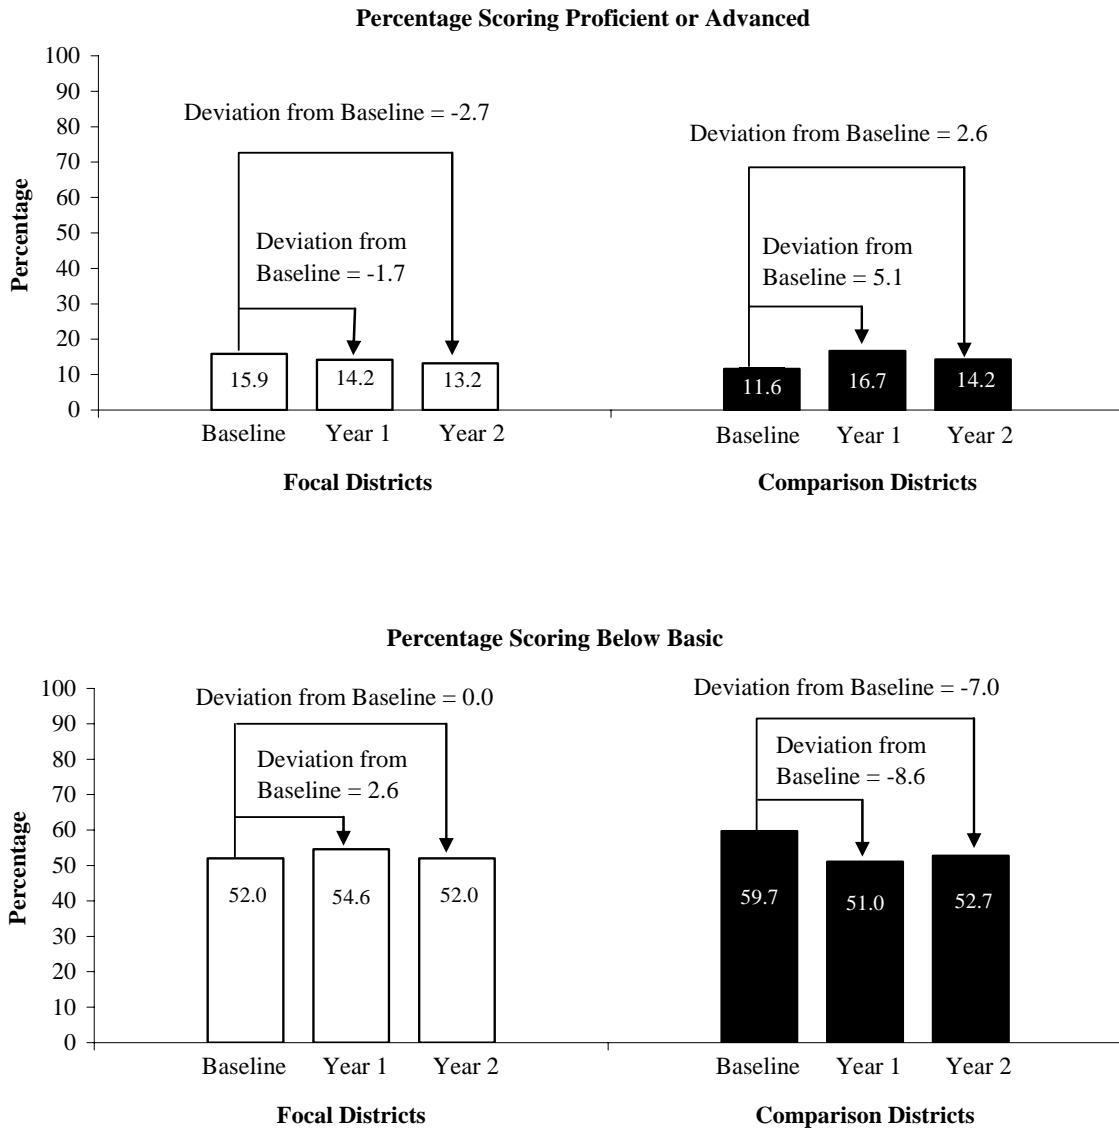 Percentage Scoring Proficient or Advanced
Percentage
100
90
80
70
60
50
40
30
20
10
0
Deviation from Baseline = -2.7
Deviation from
Baseline = -1.7
15.9
14.2
13.2
Baseline
Year 1
Year 2
Focal Districts
Deviation from Baseline = 2.6
Deviation from
Baseline = 5.1
11.6
16.7
14.2
Baseline
Year 1
Year 2
Comparison Districts
Percentage Scoring Below Basic
Percentage
100
90
80
70
60
50
40
30
20
10
0
Deviation from Baseline = 0.0
Deviation from
Baseline = 2.6
52.0
54.6
52.0
Baseline
Year 1
Year 2
Focal Districts
Deviation from Baseline = -7.0
Deviation from
Baseline = -8.6
59.7
51.0
52.7
Baseline
Year 1
Year 2
Comparison Districts